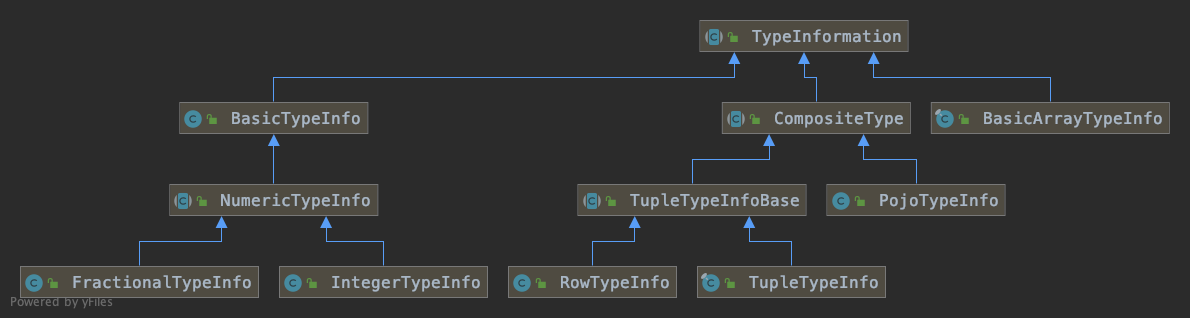 TypeInformation
BasicTypeInfo
CompositeType
BasicArrayTypeInfo
NumericTypeInfo
TupleTypeInfoBase
PojoTypeInfo
FractionalTypeInfo
IntegerTypeInfo
RowTypeInfo
TupleTypeInfo
Powered by yFiles